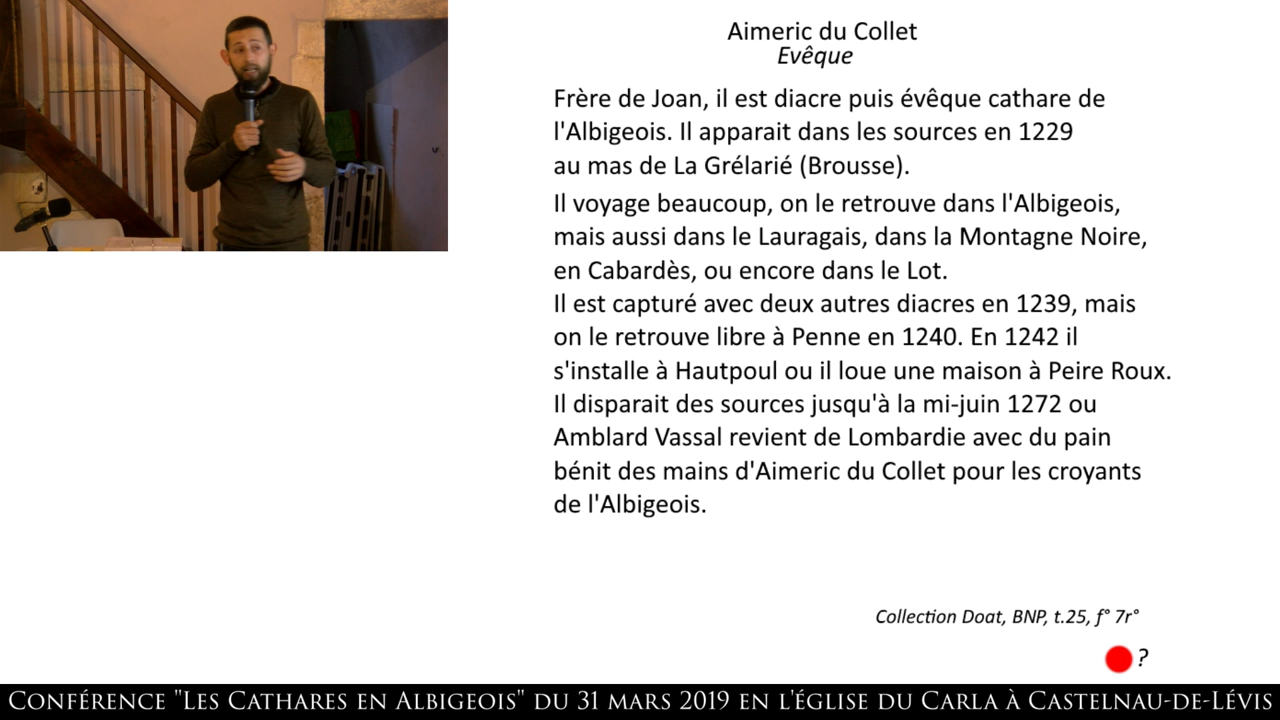 Aimeric du Collet
Evêque
Frère de Joan, il est diacre puis évêque cathare de
l'Albigeois. Il apparait dans les sources en 1229
au mas de La Grélarié (Brousse).
Il voyage beaucoup, on le retrouve dans l'Albigeois,
mais aussi dans le Lauragais, dans la Montagne Noire,
en Cabardès, ou encore dans le Lot.
Il est capturé avec deux autres diacres en 1239, mais
on le retrouve libre à Penne en 1240. En 1242 il
s'installe à Hautpoul ou il loue une maison à Peire Roux.
Il disparait des sources jusqu'à la mi-juin 1272 ou
Amblard Vassal revient de Lombardie avec du pain
bénit des mains d'Aimeric du Collet pour les croyants
de l'Albigeois.
Collection Doat, BNP, t.25, f° 7r°
?
Conférence "Les Cathares en Albigeois" du 31 mars 2019 en l'église du Carla à Castelnau-de-Lévis